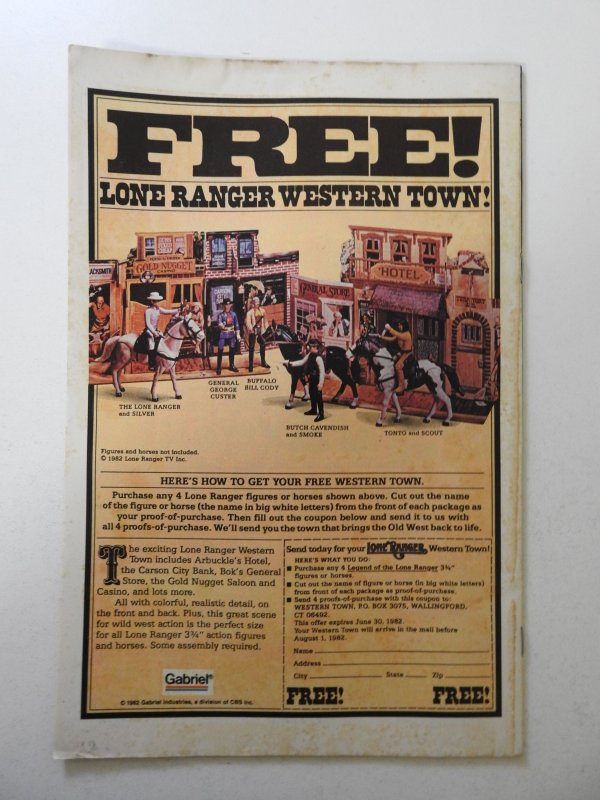 FREE!
LONE RANGER WESTERN TOWN!
GOLD NUGGET
HOTEL
GENERAL STORE
THE LONE RANGER
and SILVER
GENERAL
GEORGE
CUSTER
BUFFALO
BILL CODY
BUTCH CAVENDISH
and SMOKE
TONTO and SCOUT
Figures and horses not included.
© 1982 Lone Ranger TV Inc.
HERE'S HOW TO GET YOUR FREE WESTERN TOWN.
Purchase any 4 Lone Ranger figures or horses shown above. Cut out the name
of the figure or horse (the name in big white letters) from the front of each package as
your proof-of-purchase. Then fill out the coupon below and send it to us with
all 4 proofs-of-purchase. We'll send you the town that brings the Old West back to life.
The exciting Lone Ranger Western
Town includes Arbuckle's Hotel,
the Carson City Bank, Bok's General
Store, the Gold Nugget Saloon and
Casino, and lots more.
All with colorful, realistic detail, on
the front and back. Plus, this great scene
for wild west action is the perfect size
for all Lone Ranger 3¾" action figures
and horses. Some assembly required.
Gabriel®
© 1982 Gabriel Industries, a division of CBS Inc.
Send today for your LONE RANGER Western Town!
HERE'S WHAT YOU DO:
■ Purchase any 4 Legend of the Lone Ranger 3¾"
figures or horses.
■ Cut out the name of figure or horse (in big white letters)
from front of each package as proof-of-purchase.
■ Send 4 proofs-of-purchase with this coupon to:
WESTERN TOWN, P.O. BOX 3075, WALLINGFORD,
CT 06492.
This offer expires June 30, 1982.
Your Western Town will arrive in the mail before
August 1, 1982.
Name
Address
City State Zip
FREE! FREE!